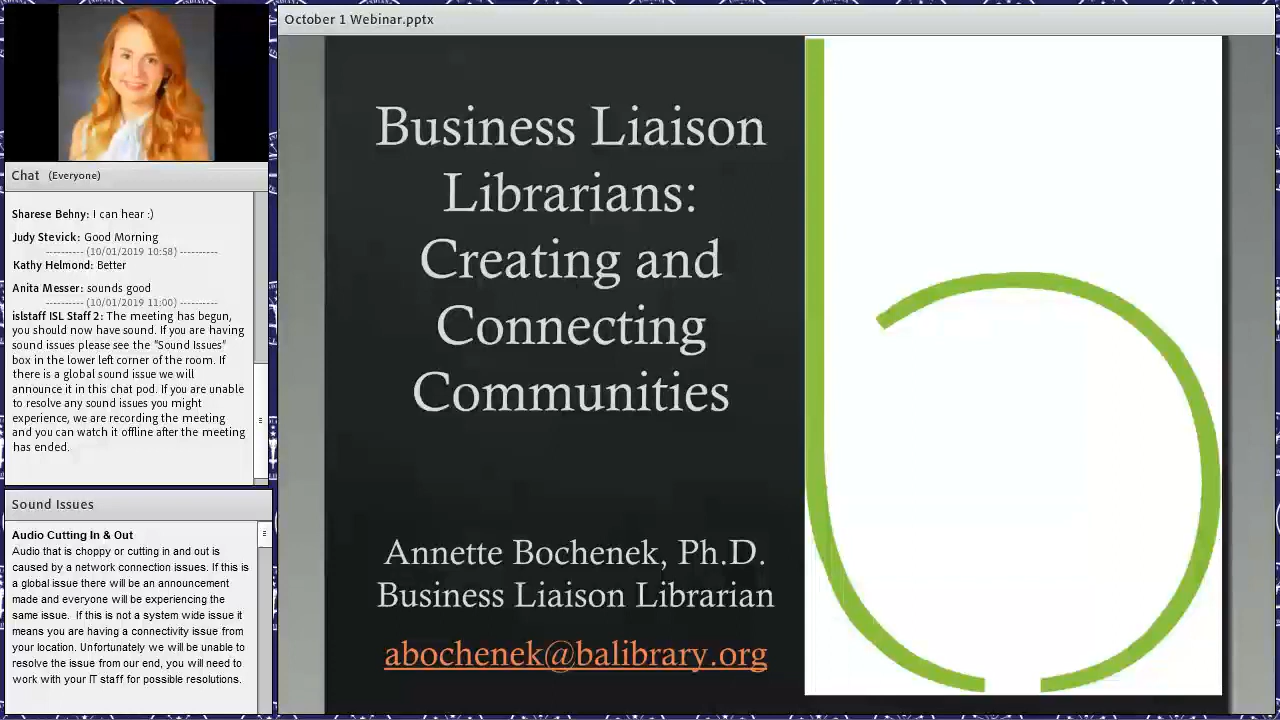 October 1 Webinar.pptx
Chat (Everyone)
Sharese Behny: I can hear :)
Judy Stevick: Good Morning
---------- (10/01/2019 10:58) ----------
Kathy Helmond: Better
Anita Messer: sounds good
---------- (10/01/2019 11:00) ----------
islstaff ISL Staff 2: The meeting has begun,
you should now have sound. If you are having
sound issues please see the "Sound Issues"
box in the lower left corner of the room. If
there is a global sound issue we will
announce it in this chat pod. If you are unable
to resolve any sound issues you might
experience, we are recording the meeting
and you can watch it offline after the meeting
has ended.
Sound Issues
Audio Cutting In & Out
Audio that is choppy or cutting in and out is
caused by a network connection issues. If this is
a global issue there will be an announcement
made and everyone will be experiencing the
same issue. If this is not a system wide issue it
means you are having a connectivity issue from
your location. Unfortunately we will be unable to
resolve the issue from our end, you will need to
work with your IT staff for possible resolutions.
Business Liaison
Librarians:
Creating and
Connecting
Communities
Annette Bochenek, Ph.D.
Business Liaison Librarian
abochenek@balibrary.org